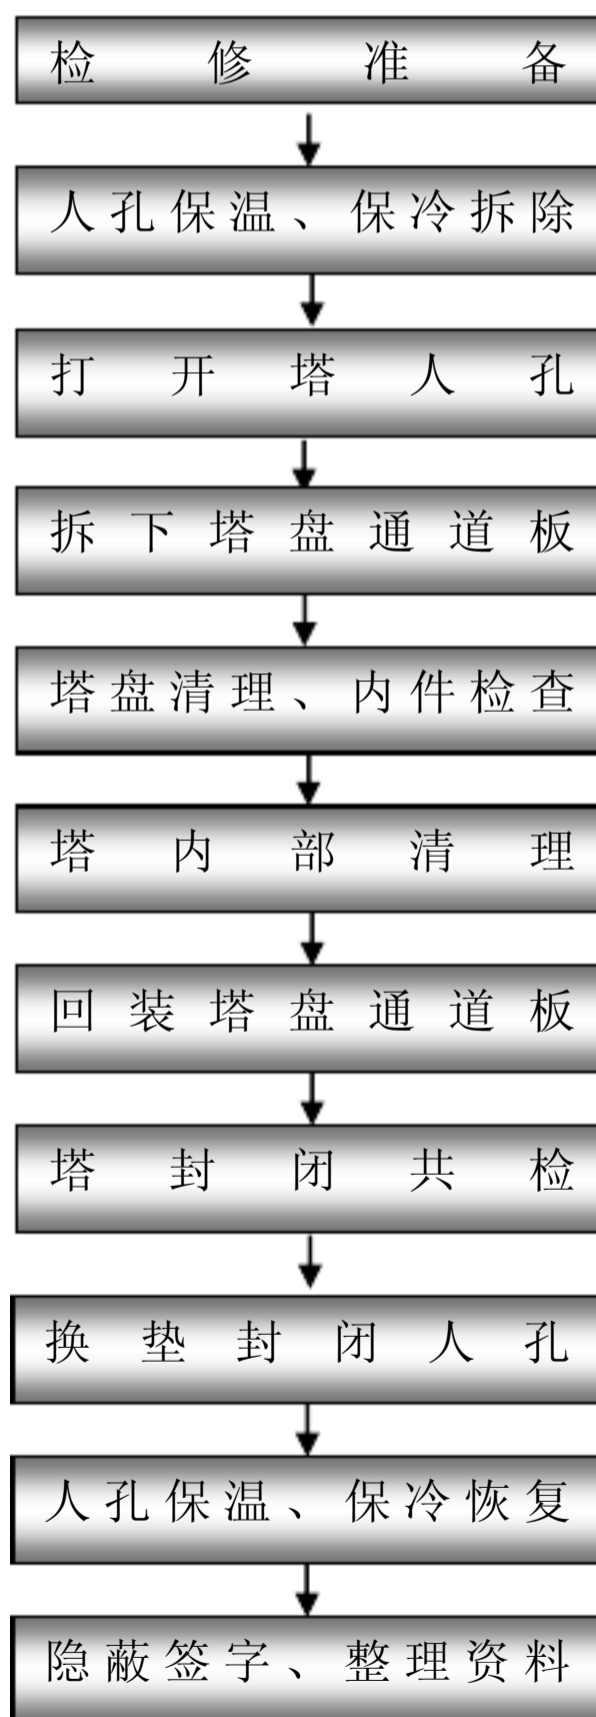 检修准备
人孔保温、保冷拆除
打开塔人孔
拆下塔盘通道板
塔盘清理、内件检查
塔内部清理
回装塔盘通道板
塔封闭共检
换垫封闭人孔
人孔保温、保冷恢复
隐蔽签字、整理资料